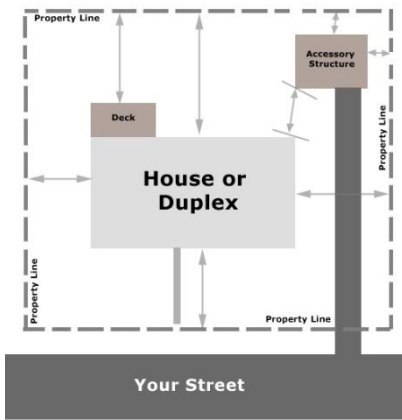 Property Line
Accessory
Structure
Deck
Property Line
House or
Duplex
Property Line
Property Line
Your Street